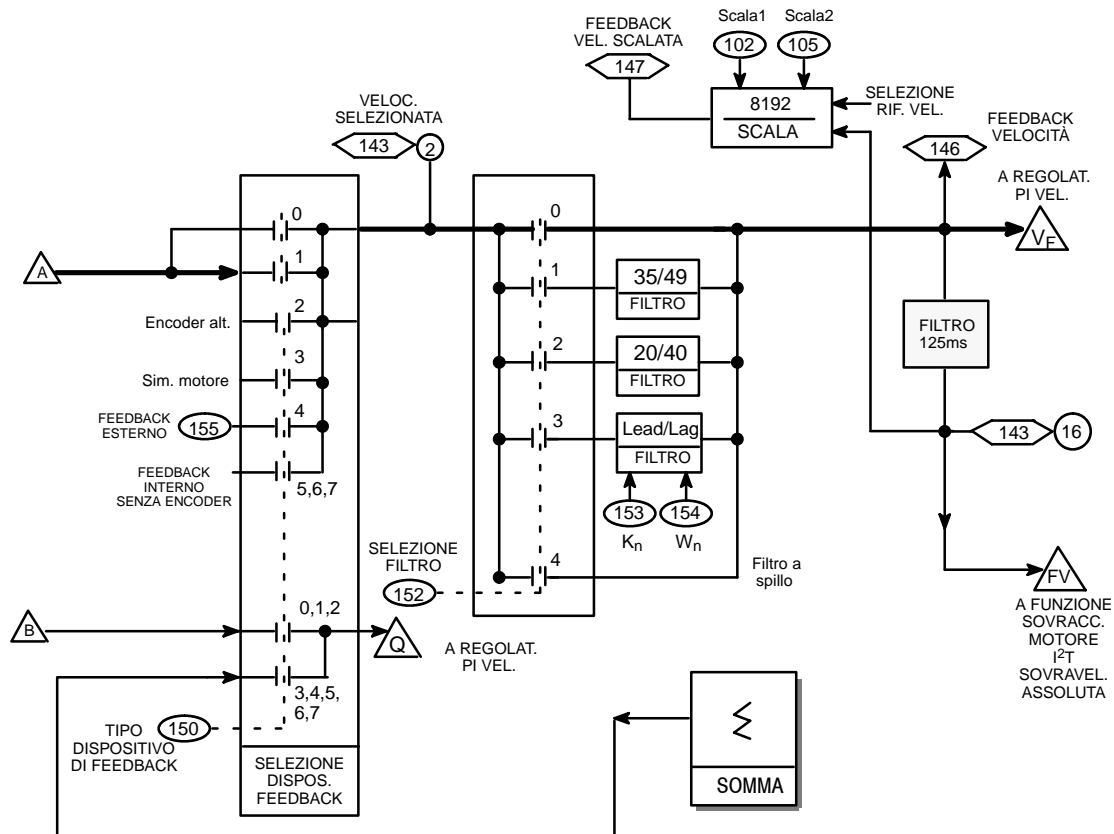 FEEDBACK
VEL. SCALATA
147
Scala1
102
Scala2
105
8192
SCALA
SELEZIONE
RIF. VEL.
FEEDBACK
VELOCITÀ
146
A REGOLAT.
PI VEL.
VF
VELOC.
SELEZIONATA
143
2
A
0
1
Encoder alt.
2
Sim. motore
3
FEEDBACK
ESTERNO
155
4
FEEDBACK
INTERNO
SENZA ENCODER
5,6,7
0
1
35/49
FILTRO
2
20/40
FILTRO
3
Lead/Lag
FILTRO
153
Kn
154
Wn
4
Filtro a
spillo
SELEZIONE
FILTRO
152
FILTRO
125ms
143
16
FV
A FUNZIONE
SOVRACC.
MOTORE
I2T
SOVRAVEL.
ASSOLUTA
B
0,1,2
Q
A REGOLAT.
PI VEL.
3,4,5,
6,7
TIPO
DISPOSITIVO
DI FEEDBACK
150
SELEZIONE
DISPOS.
FEEDBACK
SOMMA